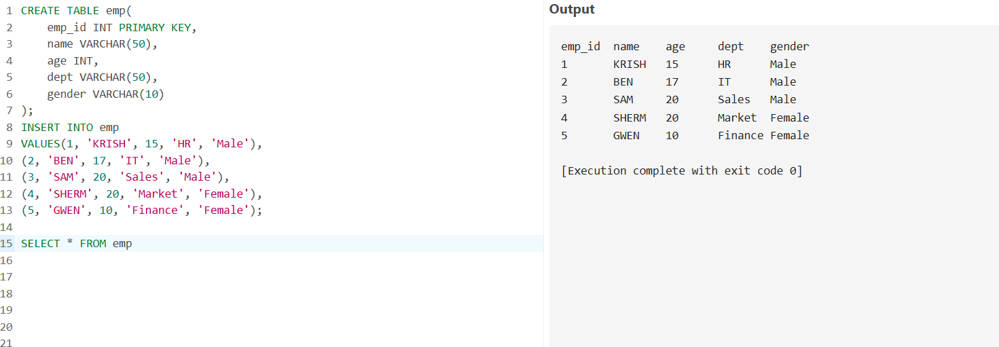 1 CREATE TABLE emp(
2 emp_id INT PRIMARY KEY,
3 name VARCHAR(50),
4 age INT,
5 dept VARCHAR(50),
6 gender VARCHAR(10)
7 );
8 INSERT INTO emp
9 VALUES(1, 'KRISH', 15, 'HR', 'Male'),
10 (2, 'BEN', 17, 'IT', 'Male'),
11 (3, 'SAM', 20, 'Sales', 'Male'),
12 (4, 'SHERM', 20, 'Market', 'Female'),
13 (5, 'GWEN', 10, 'Finance', 'Female');
14
15 SELECT * FROM emp
16
17
18
19
20
21
Output
emp_id name age dept gender
1 KRISH 15 HR Male
2 BEN 17 IT Male
3 SAM 20 Sales Male
4 SHERM 20 Market Female
5 GWEN 10 Finance Female
[Execution complete with exit code 0]